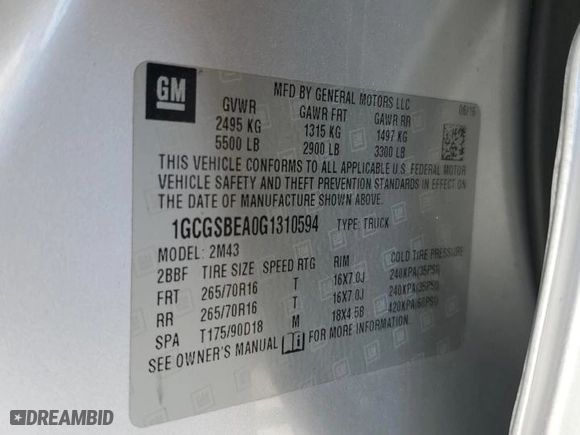 GM
MFD BY GENERAL MOTORS LLC 06/16
GVWR GAWR FRT GAWR RR
2495 KG 1315 KG 1497 KG
5500 LB 2900 LB 3300 LB
THIS VEHICLE CONFORMS TO ALL APPLICABLE U.S. FEDERAL MOTOR
VEHICLE SAFETY AND THEFT PREVENTION STANDARDS IN EFFECT ON
THE DATE OF MANUFACTURE SHOWN ABOVE.
1GCGSBEA0G1310594 TYPE: TRUCK
MODEL: 2M43
2BBF TIRE SIZE SPEED RTG RIM COLD TIRE PRESSURE
FRT 265/70R16 T 16X7.0J 240KPA(35PSI)
RR 265/70R16 T 16X7.0J 240KPA(35PSI)
SPA T175/90D18 M 18X4.5B 420KPA(60PSI)
SEE OWNER'S MANUAL FOR MORE INFORMATION.
DREAMBID